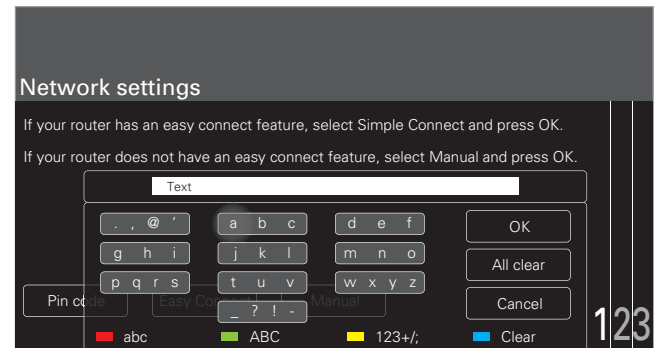 Network settings
If your router has an easy connect feature, select Simple Connect and press OK.
If your router does not have an easy connect feature, select Manual and press OK.
Text
. , @ ' a b c d e f OK
g h i j k l m n o All clear
p q r s t u v w x y z
Pin code Easy Connect Manual Cancel
_ ? ! -
abc ABC 123+/; Clear
123